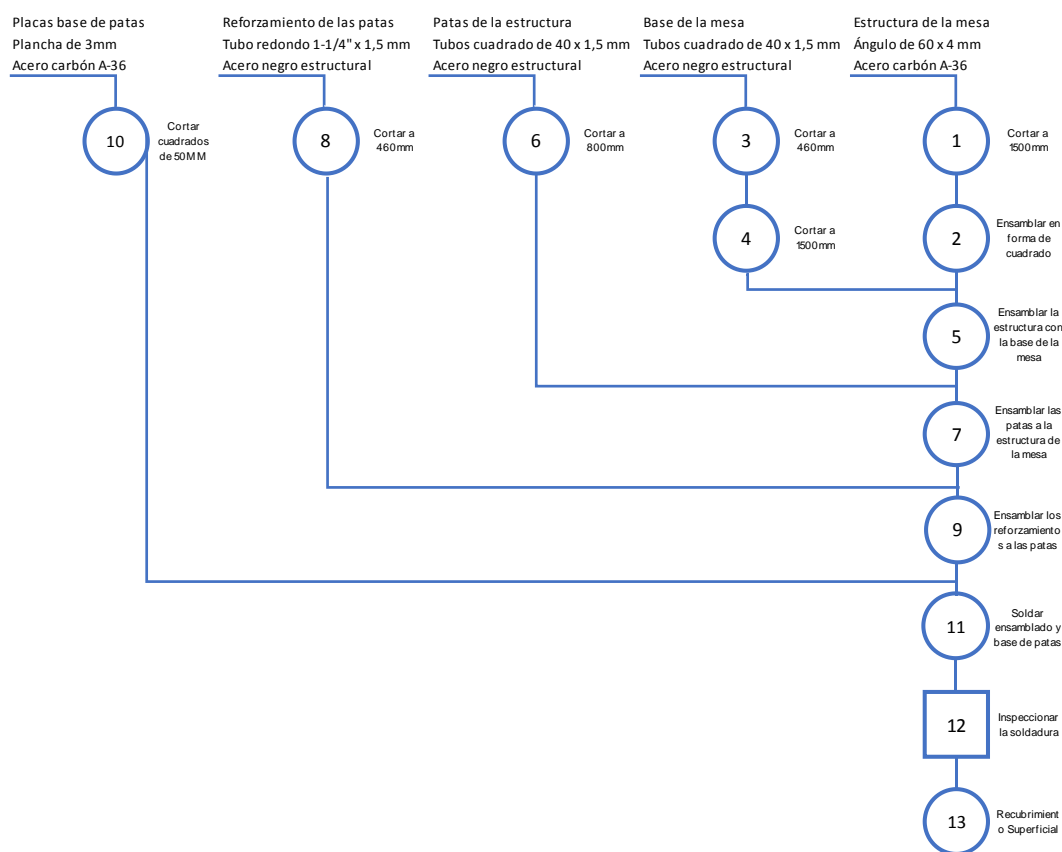 Placas base de patas
Plancha de 3mm
Acero carbón A-36
Reforzamiento de las patas
Tubo redondo 1-1/4" x 1,5 mm
Acero negro estructural
Patas de la estructura
Tubos cuadrado de 40 x 1,5 mm
Acero negro estructural
Base de la mesa
Tubos cuadrado de 40 x 1,5 mm
Acero negro estructural
Estructura de la mesa
Ángulo de 60 x 4 mm
Acero carbón A-36
10
Cortar
cuadrados
de 50MM
8
Cortar a
460mm
6
Cortar a
800mm
3
Cortar a
460mm
1
Cortar a
1500mm
4
Cortar a
1500mm
2
Ensamblar en
forma de
cuadrado
5
Ensamblar la
estructura con
la base de la
mesa
7
Ensamblar las
patas a la
estructura de
la mesa
9
Ensamblar los
reforzamiento
s a las patas
11
Soldar
ensamblado y
base de patas
12
Inspeccionar
la soldadura
13
Recubrimient
o Superficial